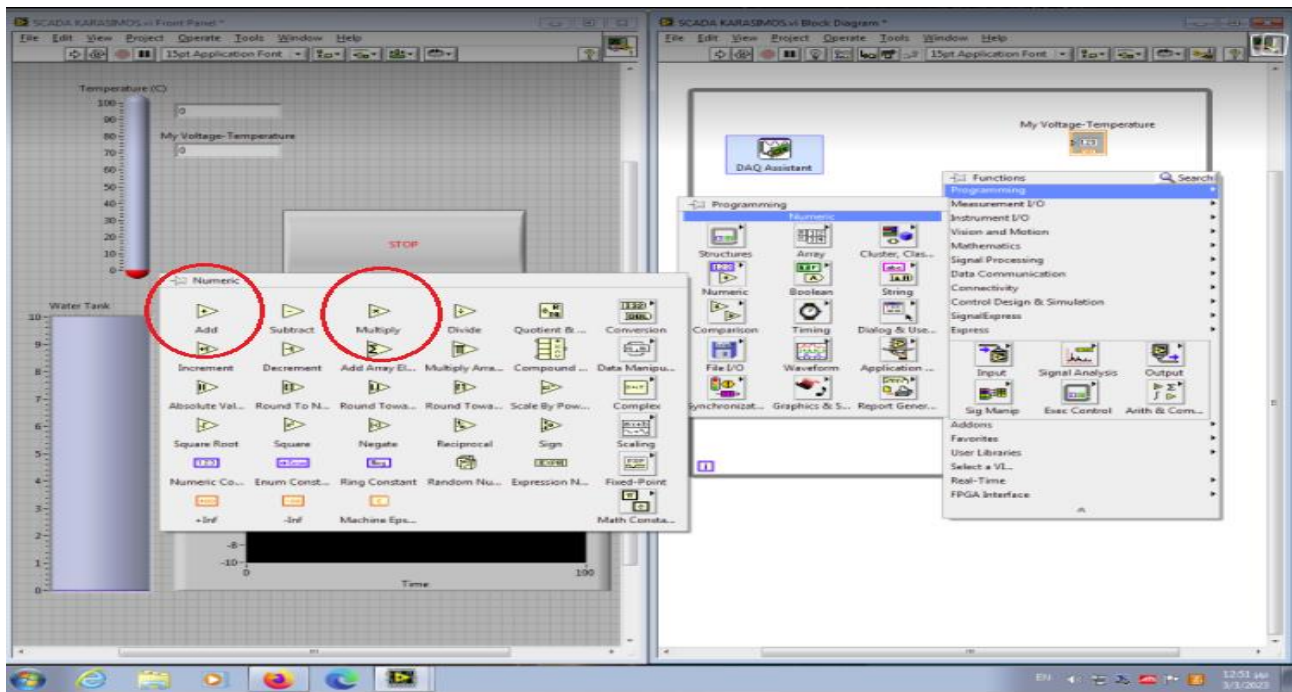 SCADA KARASIMOS.vi Front Panel *
File Edit View Project Operate Tools Window Help
15pt Application Font
Temperature (C)
100
90
80
70
60
50
40
30
20
10
0
0
My Voltage-Temperature
0
STOP
Water Tank
10
9
8
7
6
5
4
3
2
1
0
-8
-10
0
100
Time
Numeric
Add Subtract Multiply Divide Quotient &... Conversion
Increment Decrement Add Array El... Multiply Arra... Compound ... Data Manipu...
Absolute Val... Round To N... Round Towa... Round Towa... Scale By Pow... Complex
Square Root Square Negate Reciprocal Sign Scaling
Numeric Co... Enum Const... Ring Constant Random Nu... Expression N... Fixed-Point
+Inf -Inf Machine Eps... Math Consta...
SCADA KARASIMOS.vi Block Diagram *
File Edit View Project Operate Tools Window Help
15pt Application Font
My Voltage-Temperature
DAQ Assistant
i
Programming
Numeric
Structures Array Cluster, Clas...
Numeric Boolean String
Comparison Timing Dialog & Use...
File I/O Waveform Application ...
Synchronizat... Graphics & S... Report Gener...
Functions Search
Programming
Measurement I/O
Instrument I/O
Vision and Motion
Mathematics
Signal Processing
Data Communication
Connectivity
Control Design & Simulation
SignalExpress
Express
Input Signal Analysis Output
Sig Manip Exec Control Arith & Com...
Addons
Favorites
User Libraries
Select a VI...
Real-Time
FPGA Interface
EN
12:51 μμ
3/3/2023